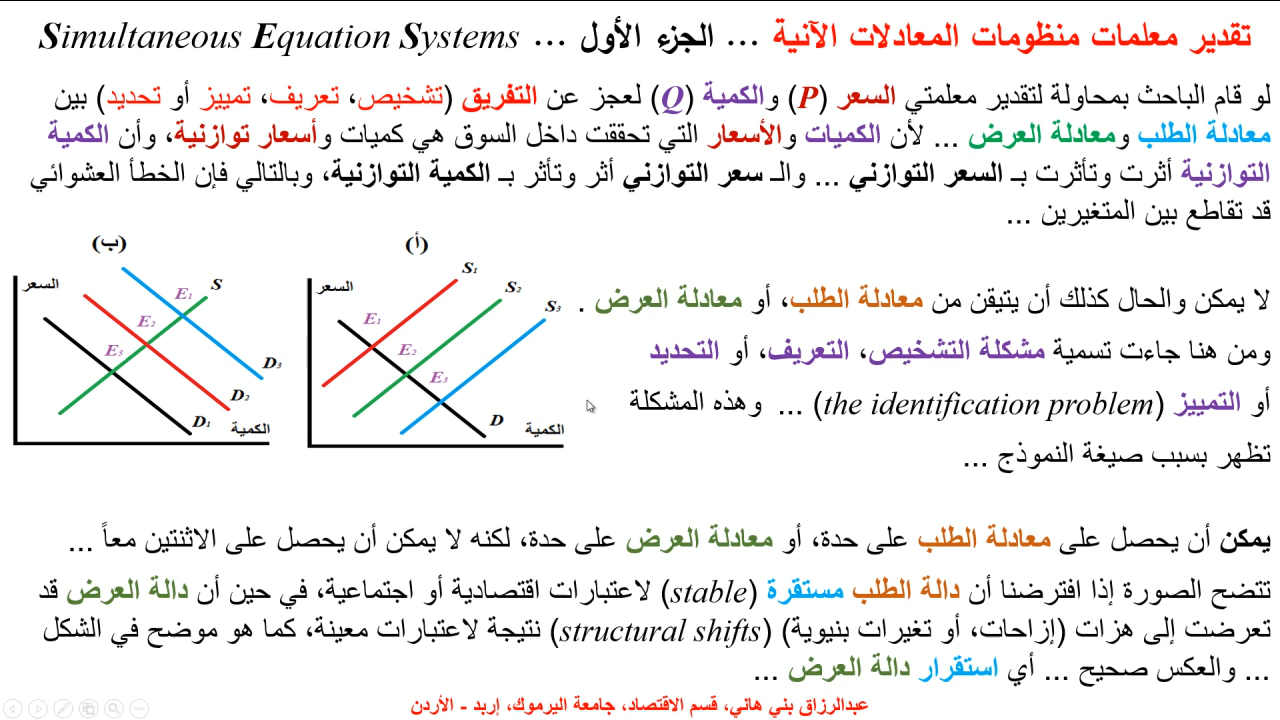 تقدير معلمات منظومات المعادلات الآنية ... الجزء الأول ... Simultaneous Equation Systems
لو قام الباحث بمحاولة لتقدير معلمتي السعر (P) والكمية (Q) لعجز عن التفريق (تشخيص، تعريف، تمييز أو تحديد) بين
معادلة الطلب ومعادلة العرض ... لأن الكميات والأسعار التي تحققت داخل السوق هي كميات وأسعار توازنية، وأن الكمية
التوازنية أثرت وتأثرت بـ السعر التوازني ... والـ سعر التوازني أثر وتأثر بـ الكمية التوازنية، وبالتالي فإن الخطأ العشوائي
قد تقاطع بين المتغيرين ...
لا يمكن والحال كذلك أن يتيقن من معادلة الطلب، أو معادلة العرض .
ومن هنا جاءت تسمية مشكلة التشخيص، التعريف، أو التحديد
أو التمييز (the identification problem) ... وهذه المشكلة
تظهر بسبب صيغة النموذج ...
(أ)
السعر
S₁
S₂
S₃
E₁
E₂
E₃
D
الكمية
(ب)
السعر
S
E₁
E₂
E₃
D₃
D₂
D₁
الكمية
يمكن أن يحصل على معادلة الطلب على حدة، أو معادلة العرض على حدة، لكنه لا يمكن أن يحصل على الاثنتين معاً ...
تتضح الصورة إذا افترضنا أن دالة الطلب مستقرة (stable) لاعتبارات اقتصادية أو اجتماعية، في حين أن دالة العرض قد
تعرضت إلى هزات (إزاحات، أو تغيرات بنيوية) (structural shifts) نتيجة لاعتبارات معينة، كما هو موضح في الشكل
... والعكس صحيح ... أي استقرار دالة العرض ...
عبدالرزاق بني هاني، قسم الاقتصاد، جامعة اليرموك، إربد - الأردن